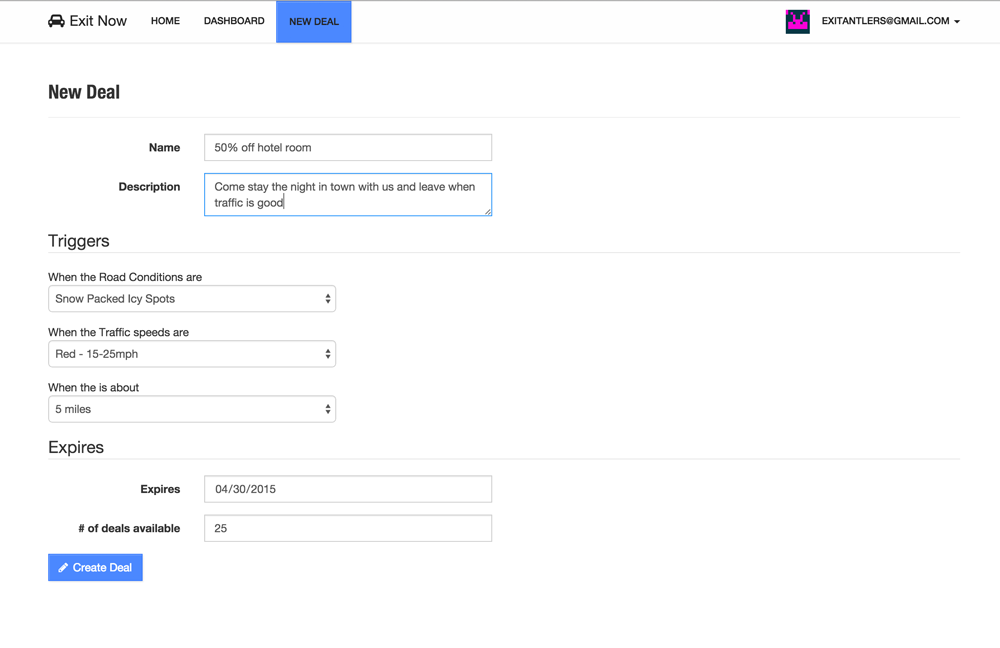 Exit Now HOME DASHBOARD NEW DEAL EXITANTLERS@GMAIL.COM
New Deal
Name 50% off hotel room
Description Come stay the night in town with us and leave when
traffic is good
Triggers
When the Road Conditions are
Snow Packed Icy Spots
When the Traffic speeds are
Red - 15-25mph
When the is about
5 miles
Expires
Expires 04/30/2015
# of deals available 25
Create Deal